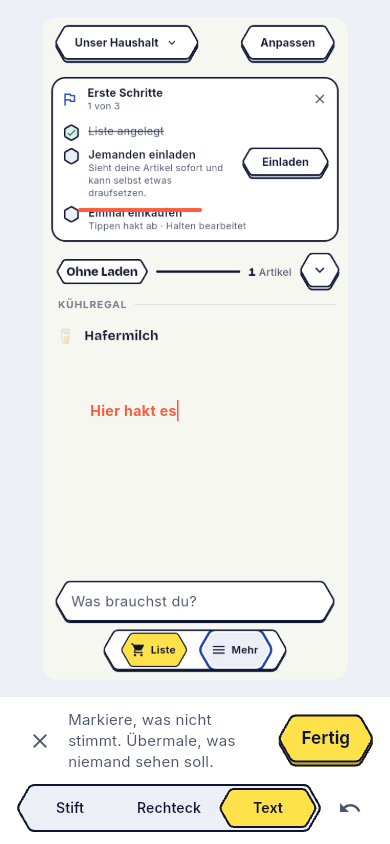 Unser Haushalt
Anpassen
Erste Schritte
1 von 3
Liste angelegt
Jemanden einladen
Sieht deine Artikel sofort und
kann selbst etwas
draufsetzen.
Einladen
Einmal einkaufen
Tippen hakt ab · Halten bearbeitet
Ohne Laden
1 Artikel
KÜHLREGAL
Hafermilch
Hier hakt es
Was brauchst du?
Liste
Mehr
Markiere, was nicht
stimmt. Übermale, was
niemand sehen soll.
Fertig
Stift
Rechteck
Text